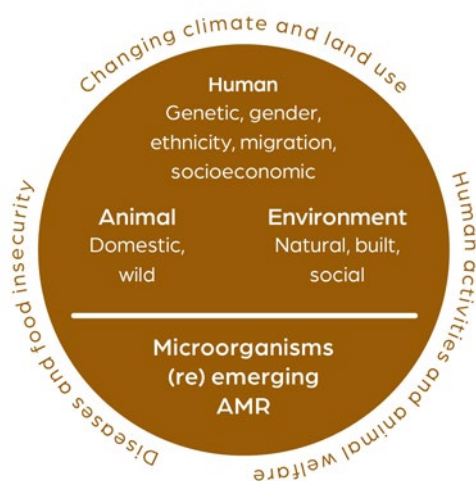 Changing climate and land use
Human
Genetic, gender,
ethnicity, migration,
socioeconomic
Animal
Domestic,
wild
Environment
Natural, built,
social
Microorganisms
(re) emerging
AMR
Diseases and food insecurity
Human activities and animal welfare